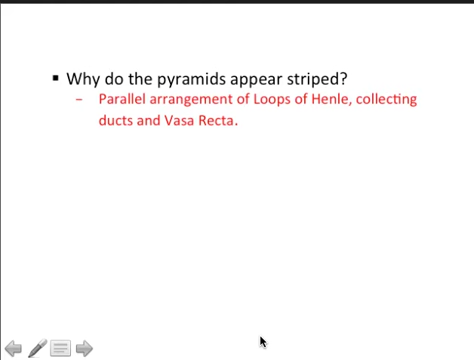 ▪ Why do the pyramids appear striped?
– Parallel arrangement of Loops of Henle, collecting
ducts and Vasa Recta.